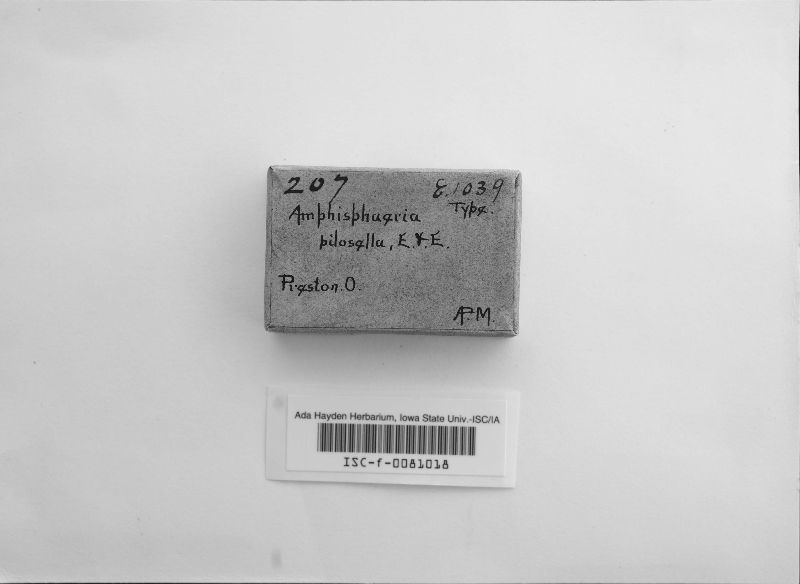 207 E.1039
Amphisphaeria Type.
pilosella, E. & E.
Preston. O.
A.P.M.
Ada Hayden Herbarium, Iowa State Univ.-ISC/IA
ISC-f-0081018